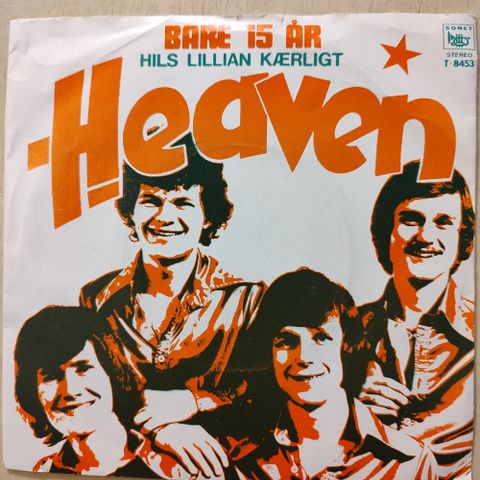 BARE 15 ÅR
HILS LILLIAN KÆRLIGT
Heaven
SONET
STEREO
T-8453